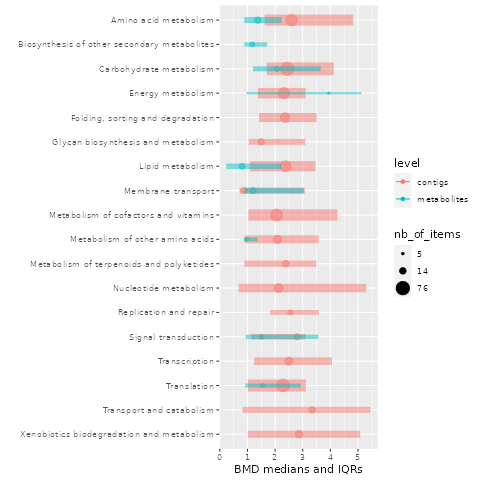 Amino acid metabolism
Biosynthesis of other secondary metabolites
Carbohydrate metabolism
Energy metabolism
Folding, sorting and degradation
Glycan biosynthesis and metabolism
Lipid metabolism
Membrane transport
Metabolism of cofactors and vitamins
Metabolism of other amino acids
Metabolism of terpenoids and polyketides
Nucleotide metabolism
Replication and repair
Signal transduction
Transcription
Translation
Transport and catabolism
Xenobiotics biodegradation and metabolism
0 1 2 3 4 5
BMD medians and IQRs
level
contigs
metabolites
nb_of_items
5
14
76